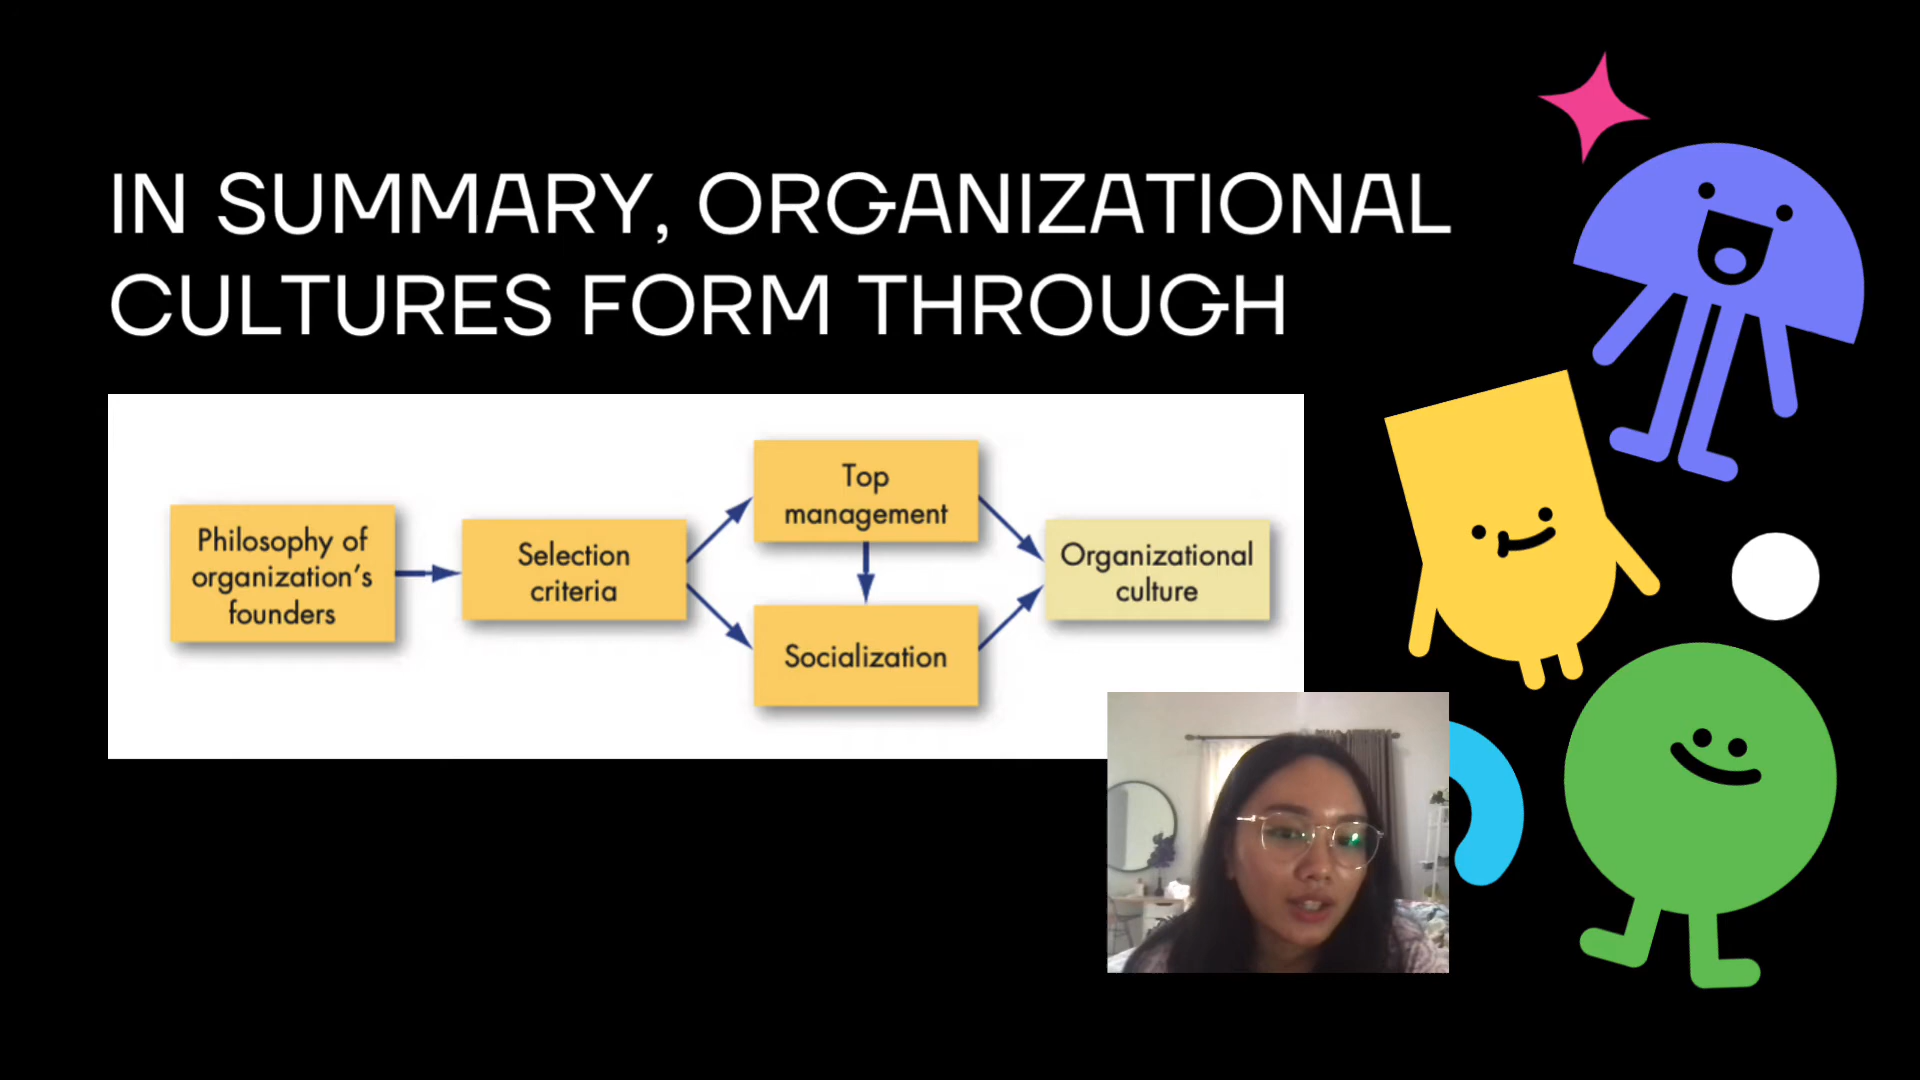 IN SUMMARY, ORGANIZATIONAL
CULTURES FORM THROUGH
Philosophy of
organization's
founders
Selection
criteria
Top
management
Socialization
Organizational
culture